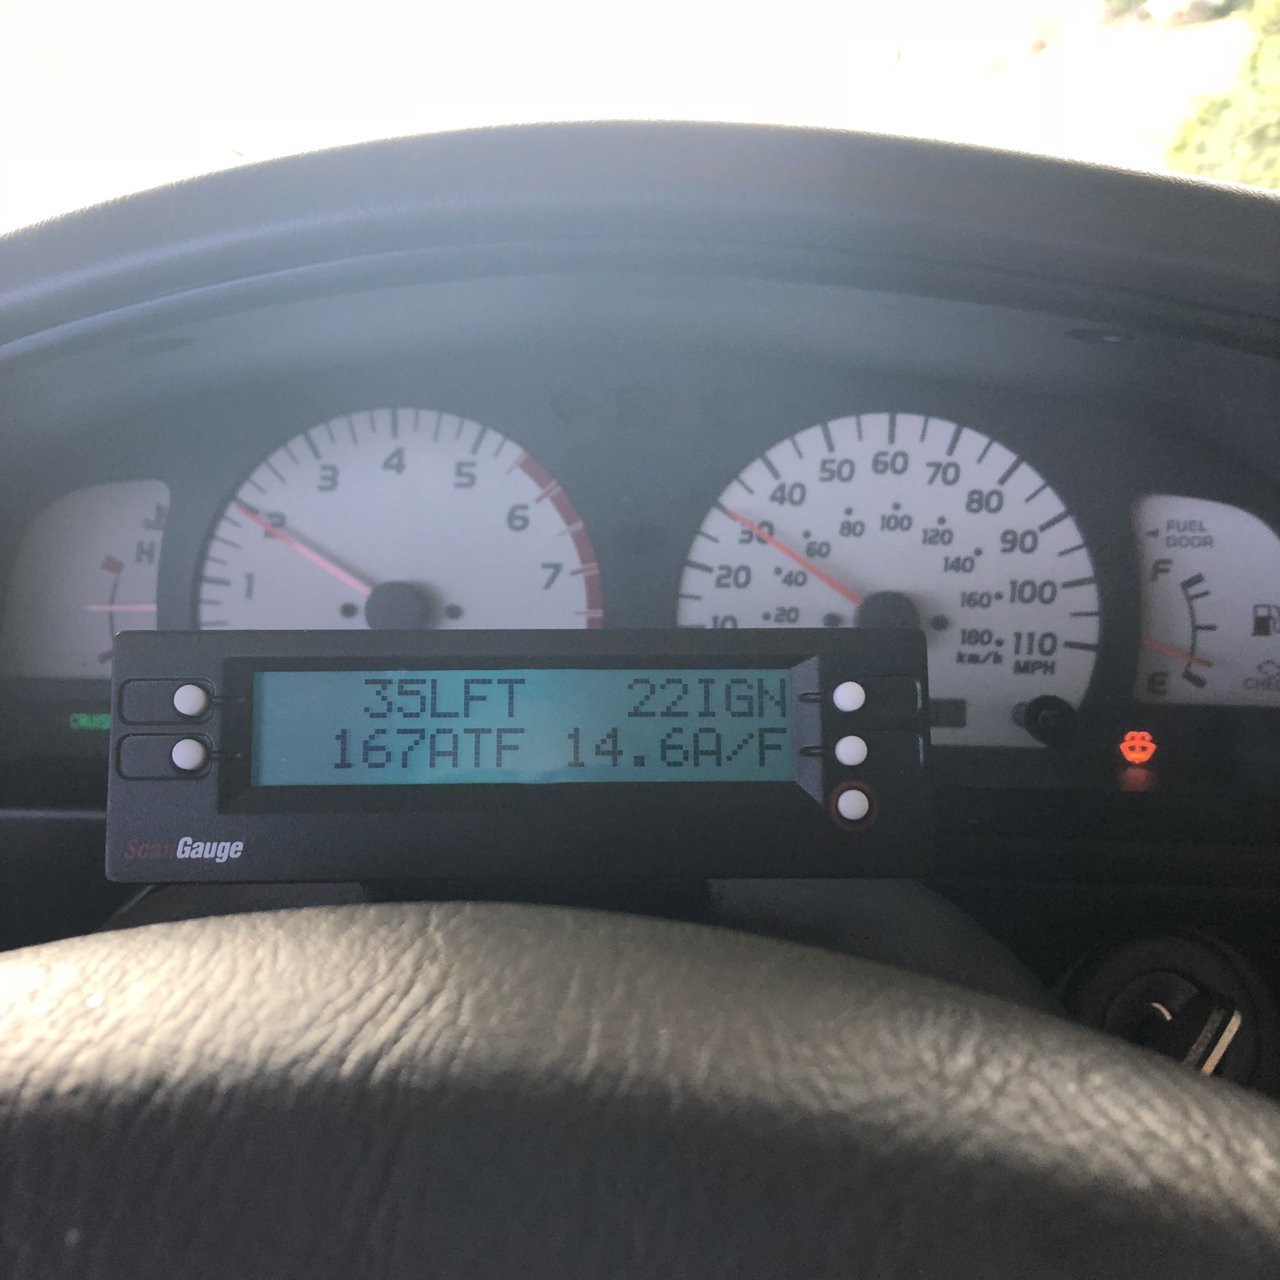 3 4 5
2 6
1 7
H
40 50 60 70 80
30 90
20 100
10 110
MPH
20 40 60 80 100 120 140 160 180
km/h
FUEL
DOOR
F
E
35LFT 22IGN
167ATF 14.6A/F
ScanGauge